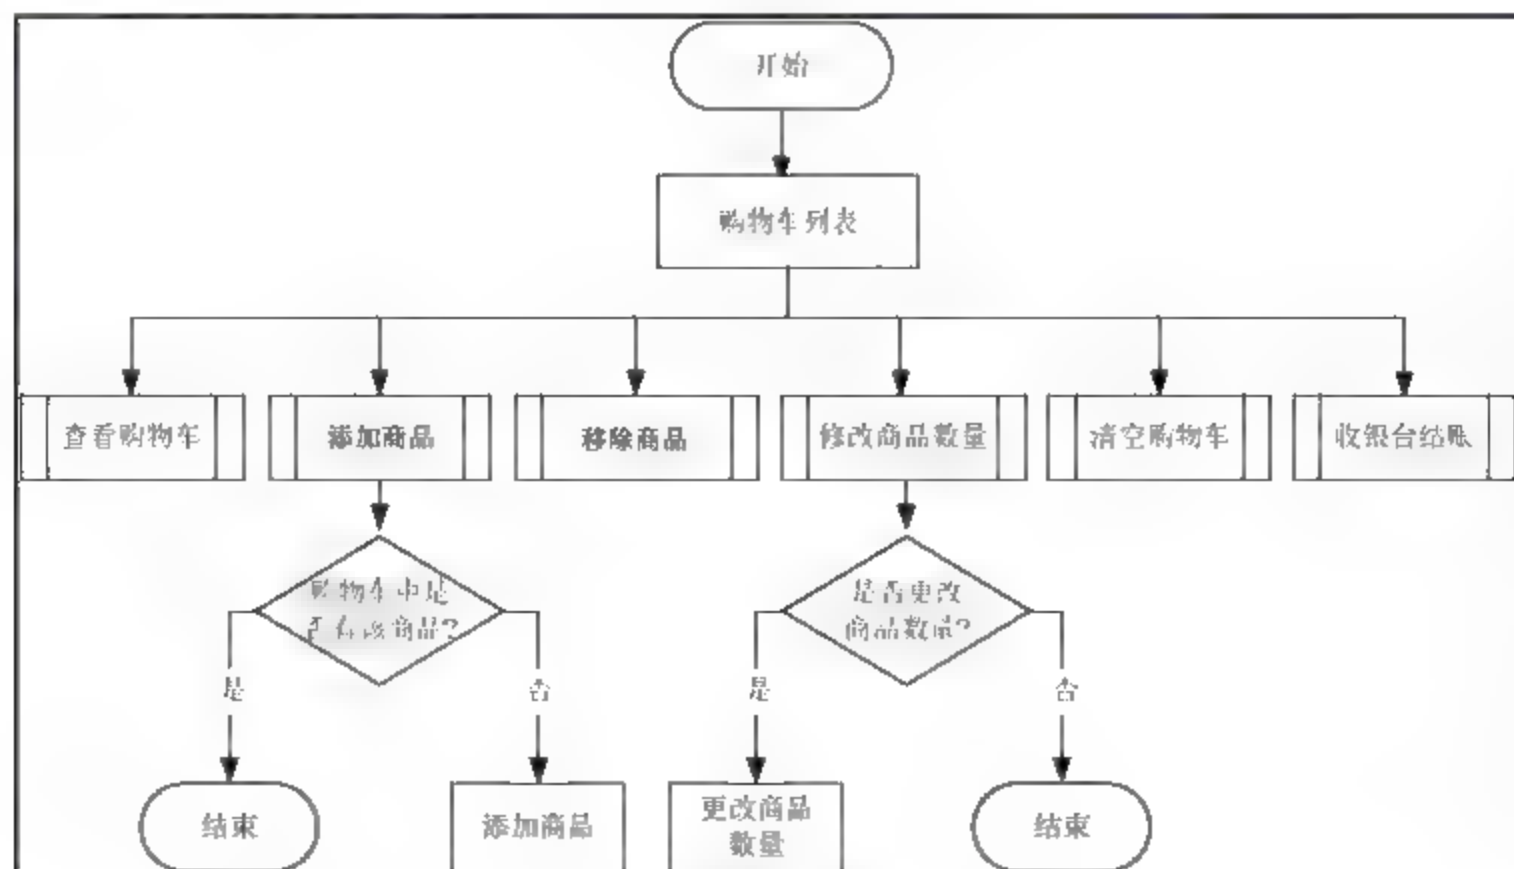 开始
购物车列表
查看购物车
添加商品
移除商品
修改商品数量
清空购物车
收银台结账
购物车中是
否有该商品?
是否更改
商品数量?
是
否
是
否
结束
添加商品
更改商品
数量
结束